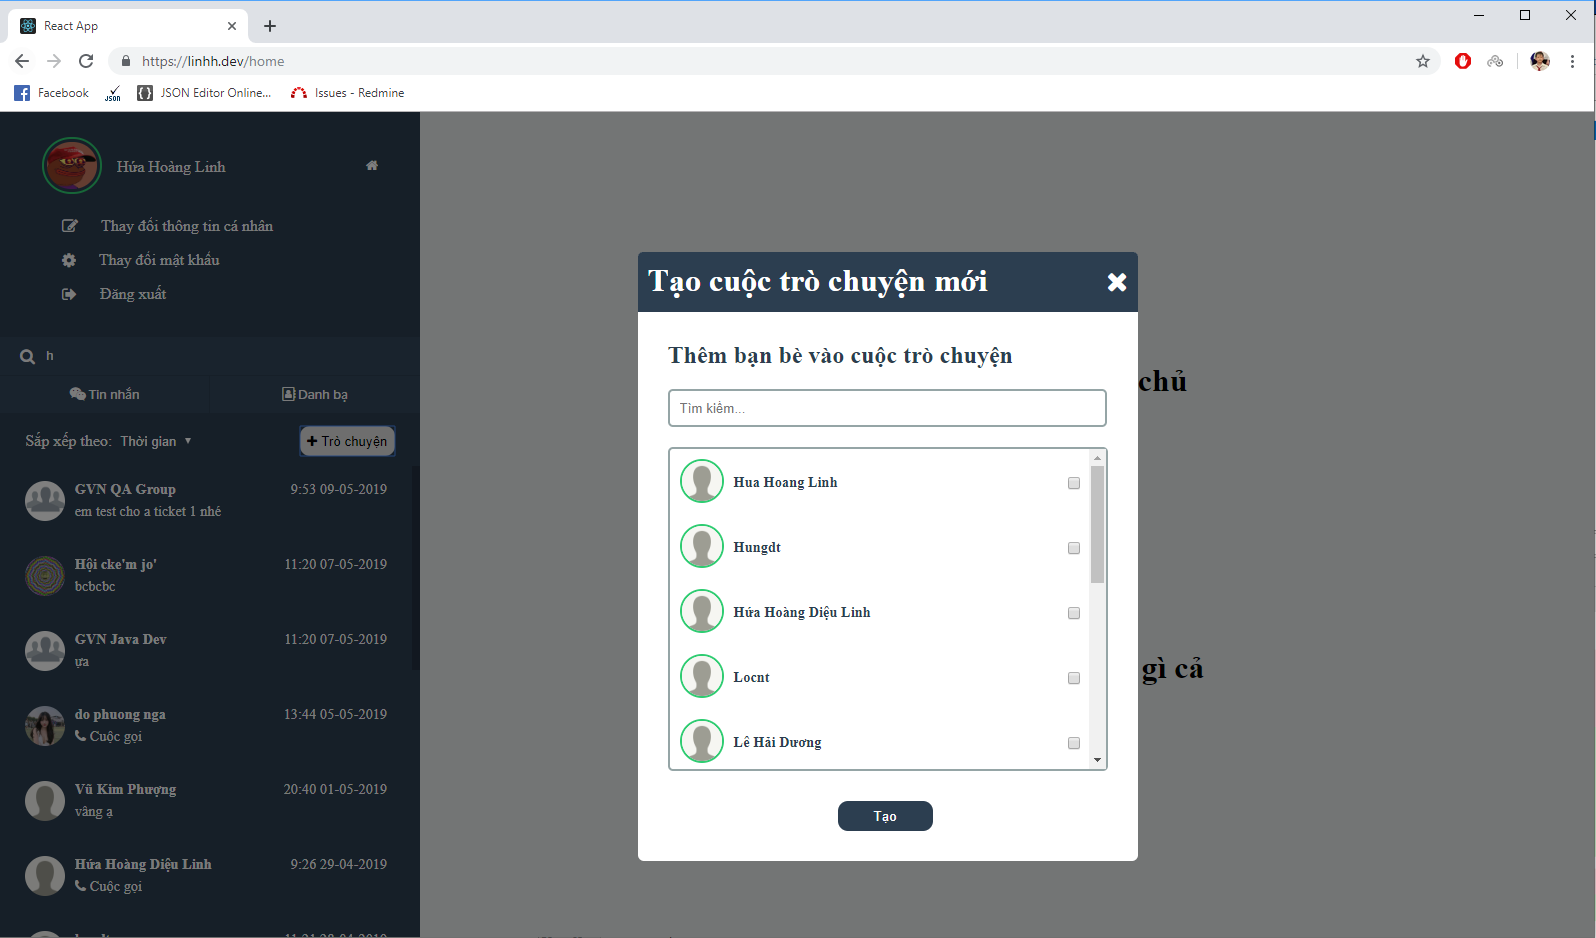 React App
https://linhh.dev/home
Facebook
JSON
JSON Editor Online...
Issues - Redmine
Hứa Hoàng Linh
Thay đổi thông tin cá nhân
Thay đổi mật khẩu
Đăng xuất
h
Tin nhắn
Danh bạ
Sắp xếp theo: Thời gian
Trò chuyện
GVN QA Group 9:53 09-05-2019
em test cho a ticket 1 nhé
Hội cke'm jo' 11:20 07-05-2019
bcbcbc
GVN Java Dev 11:20 07-05-2019
ựa
do phuong nga 13:44 05-05-2019
Cuộc gọi
Vũ Kim Phượng 20:40 01-05-2019
vâng ạ
Hứa Hoàng Diệu Linh 9:26 29-04-2019
Cuộc gọi
Tạo cuộc trò chuyện mới
Thêm bạn bè vào cuộc trò chuyện
Tìm kiếm...
Hua Hoang Linh
Hungdt
Hứa Hoàng Diệu Linh
Locnt
Lê Hải Dương
Tạo
chủ
gì cả